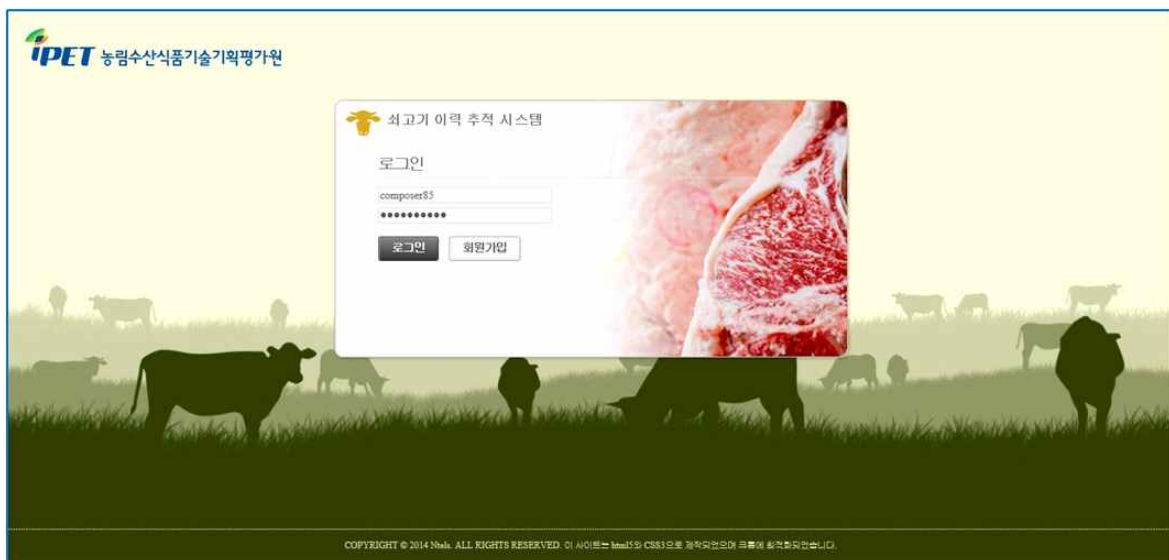 iPET 농림수산식품기술기획평가원
쇠고기 이력 추적 시스템
로그인
composer85
●●●●●●●●●●
로그인 회원가입
COPYRIGHT © 2014 Ntels. ALL RIGHTS RESERVED. 이 사이트는 html5와 CSS3으로 제작되었으며 크롬에 최적화되었습니다.